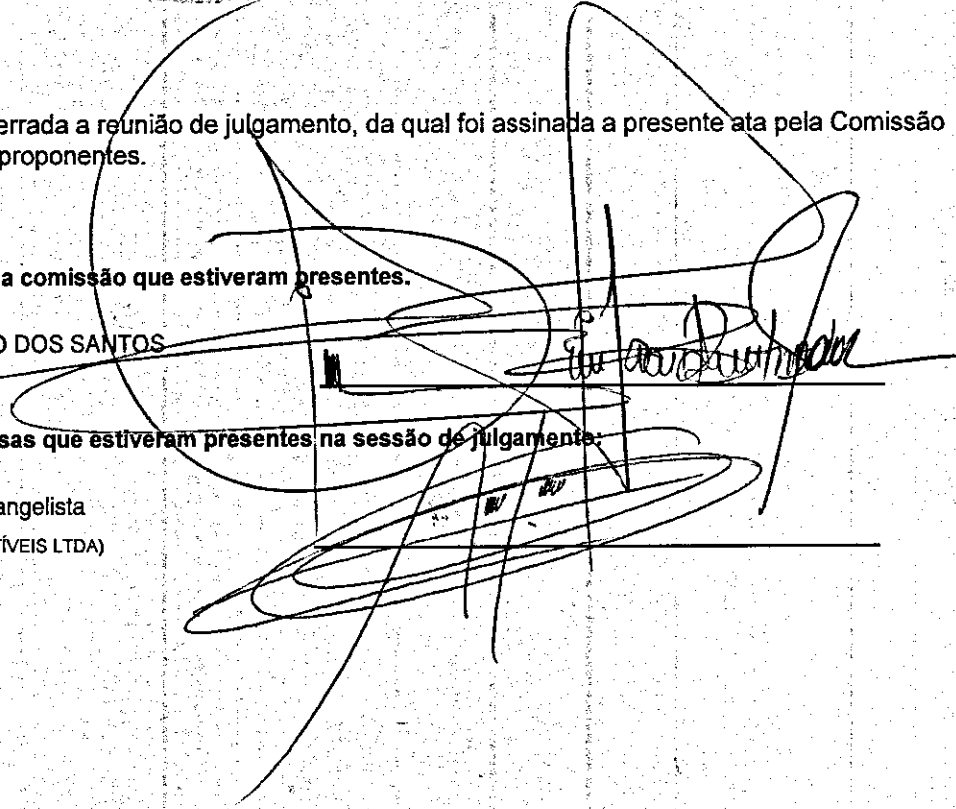 errada a reunião de julgamento, da qual foi assinada a presente ata pela Comissão
proponentes.
a comissão que estiveram presentes.
O DOS SANTOS
sas que estiveram presentes na sessão de julgamento:
angelista
TÍVEIS LTDA)